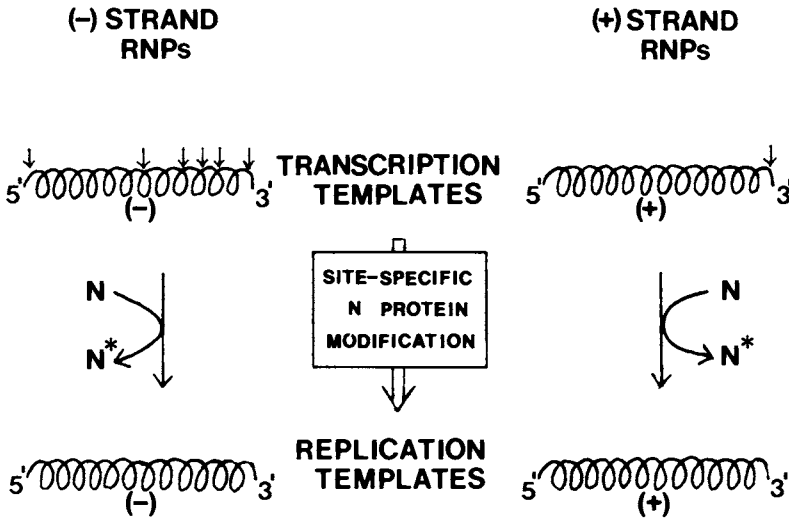 (−) STRAND
RNPs
(+) STRAND
RNPs
5' (−) 3'
TRANSCRIPTION
TEMPLATES
5' (+) 3'
N
N*
SITE-SPECIFIC
N PROTEIN
MODIFICATION
N
N*
5' (−) 3'
REPLICATION
TEMPLATES
5' (+) 3'